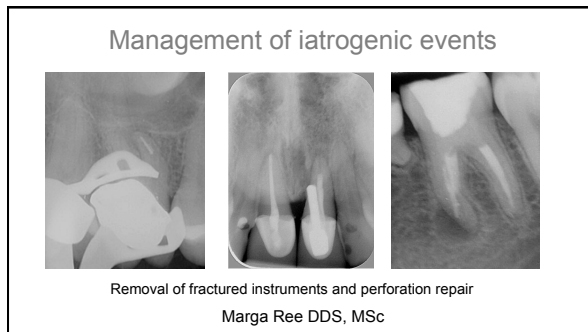 Management of iatrogenic events
Removal of fractured instruments and perforation repair
Marga Ree DDS, MSc